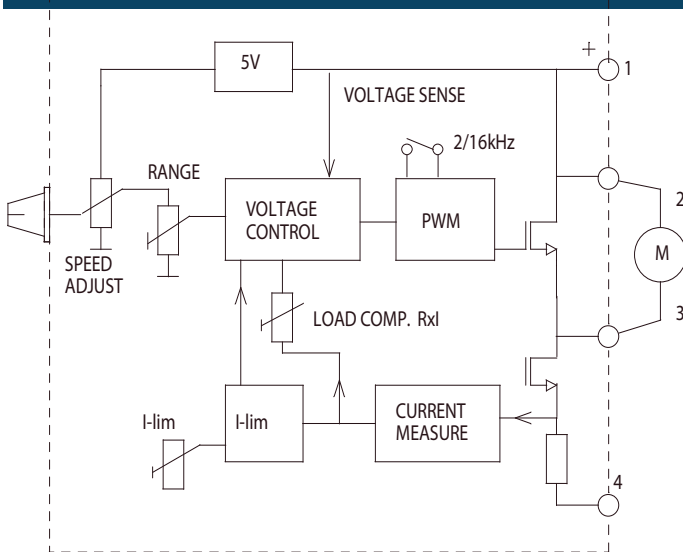 5V
+
1
VOLTAGE SENSE
2/16kHz
RANGE
VOLTAGE
CONTROL
PWM
2
M
SPEED
ADJUST
3
LOAD COMP. RxI
I-lim
I-lim
CURRENT
MEASURE
4